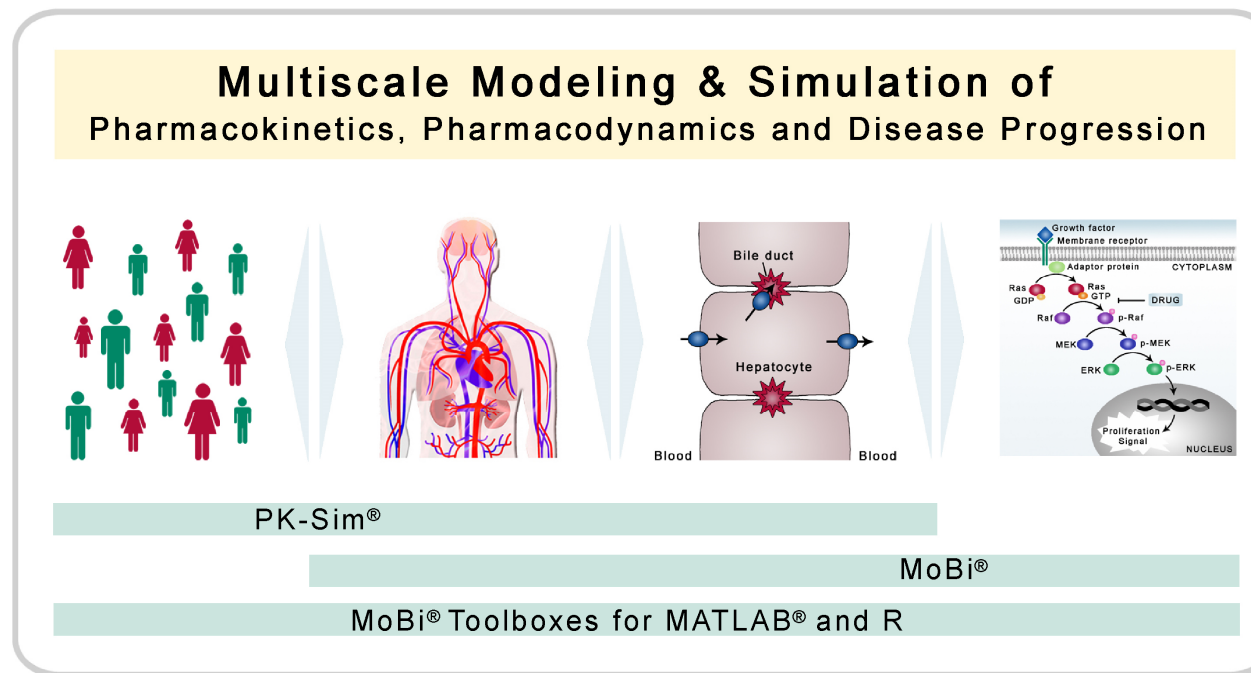 Multiscale Modeling & Simulation of
Pharmacokinetics, Pharmacodynamics and Disease Progression
Bile duct
Hepatocyte
Blood
Blood
Growth factor
Membrane receptor
Adaptor protein
CYTOPLASM
Ras
GDP
Ras
GTP
DRUG
Raf
p-Raf
MEK
p-MEK
ERK
p-ERK
Proliferation
Signal
NUCLEUS
PK-Sim®
MoBi®
MoBi® Toolboxes for MATLAB® and R